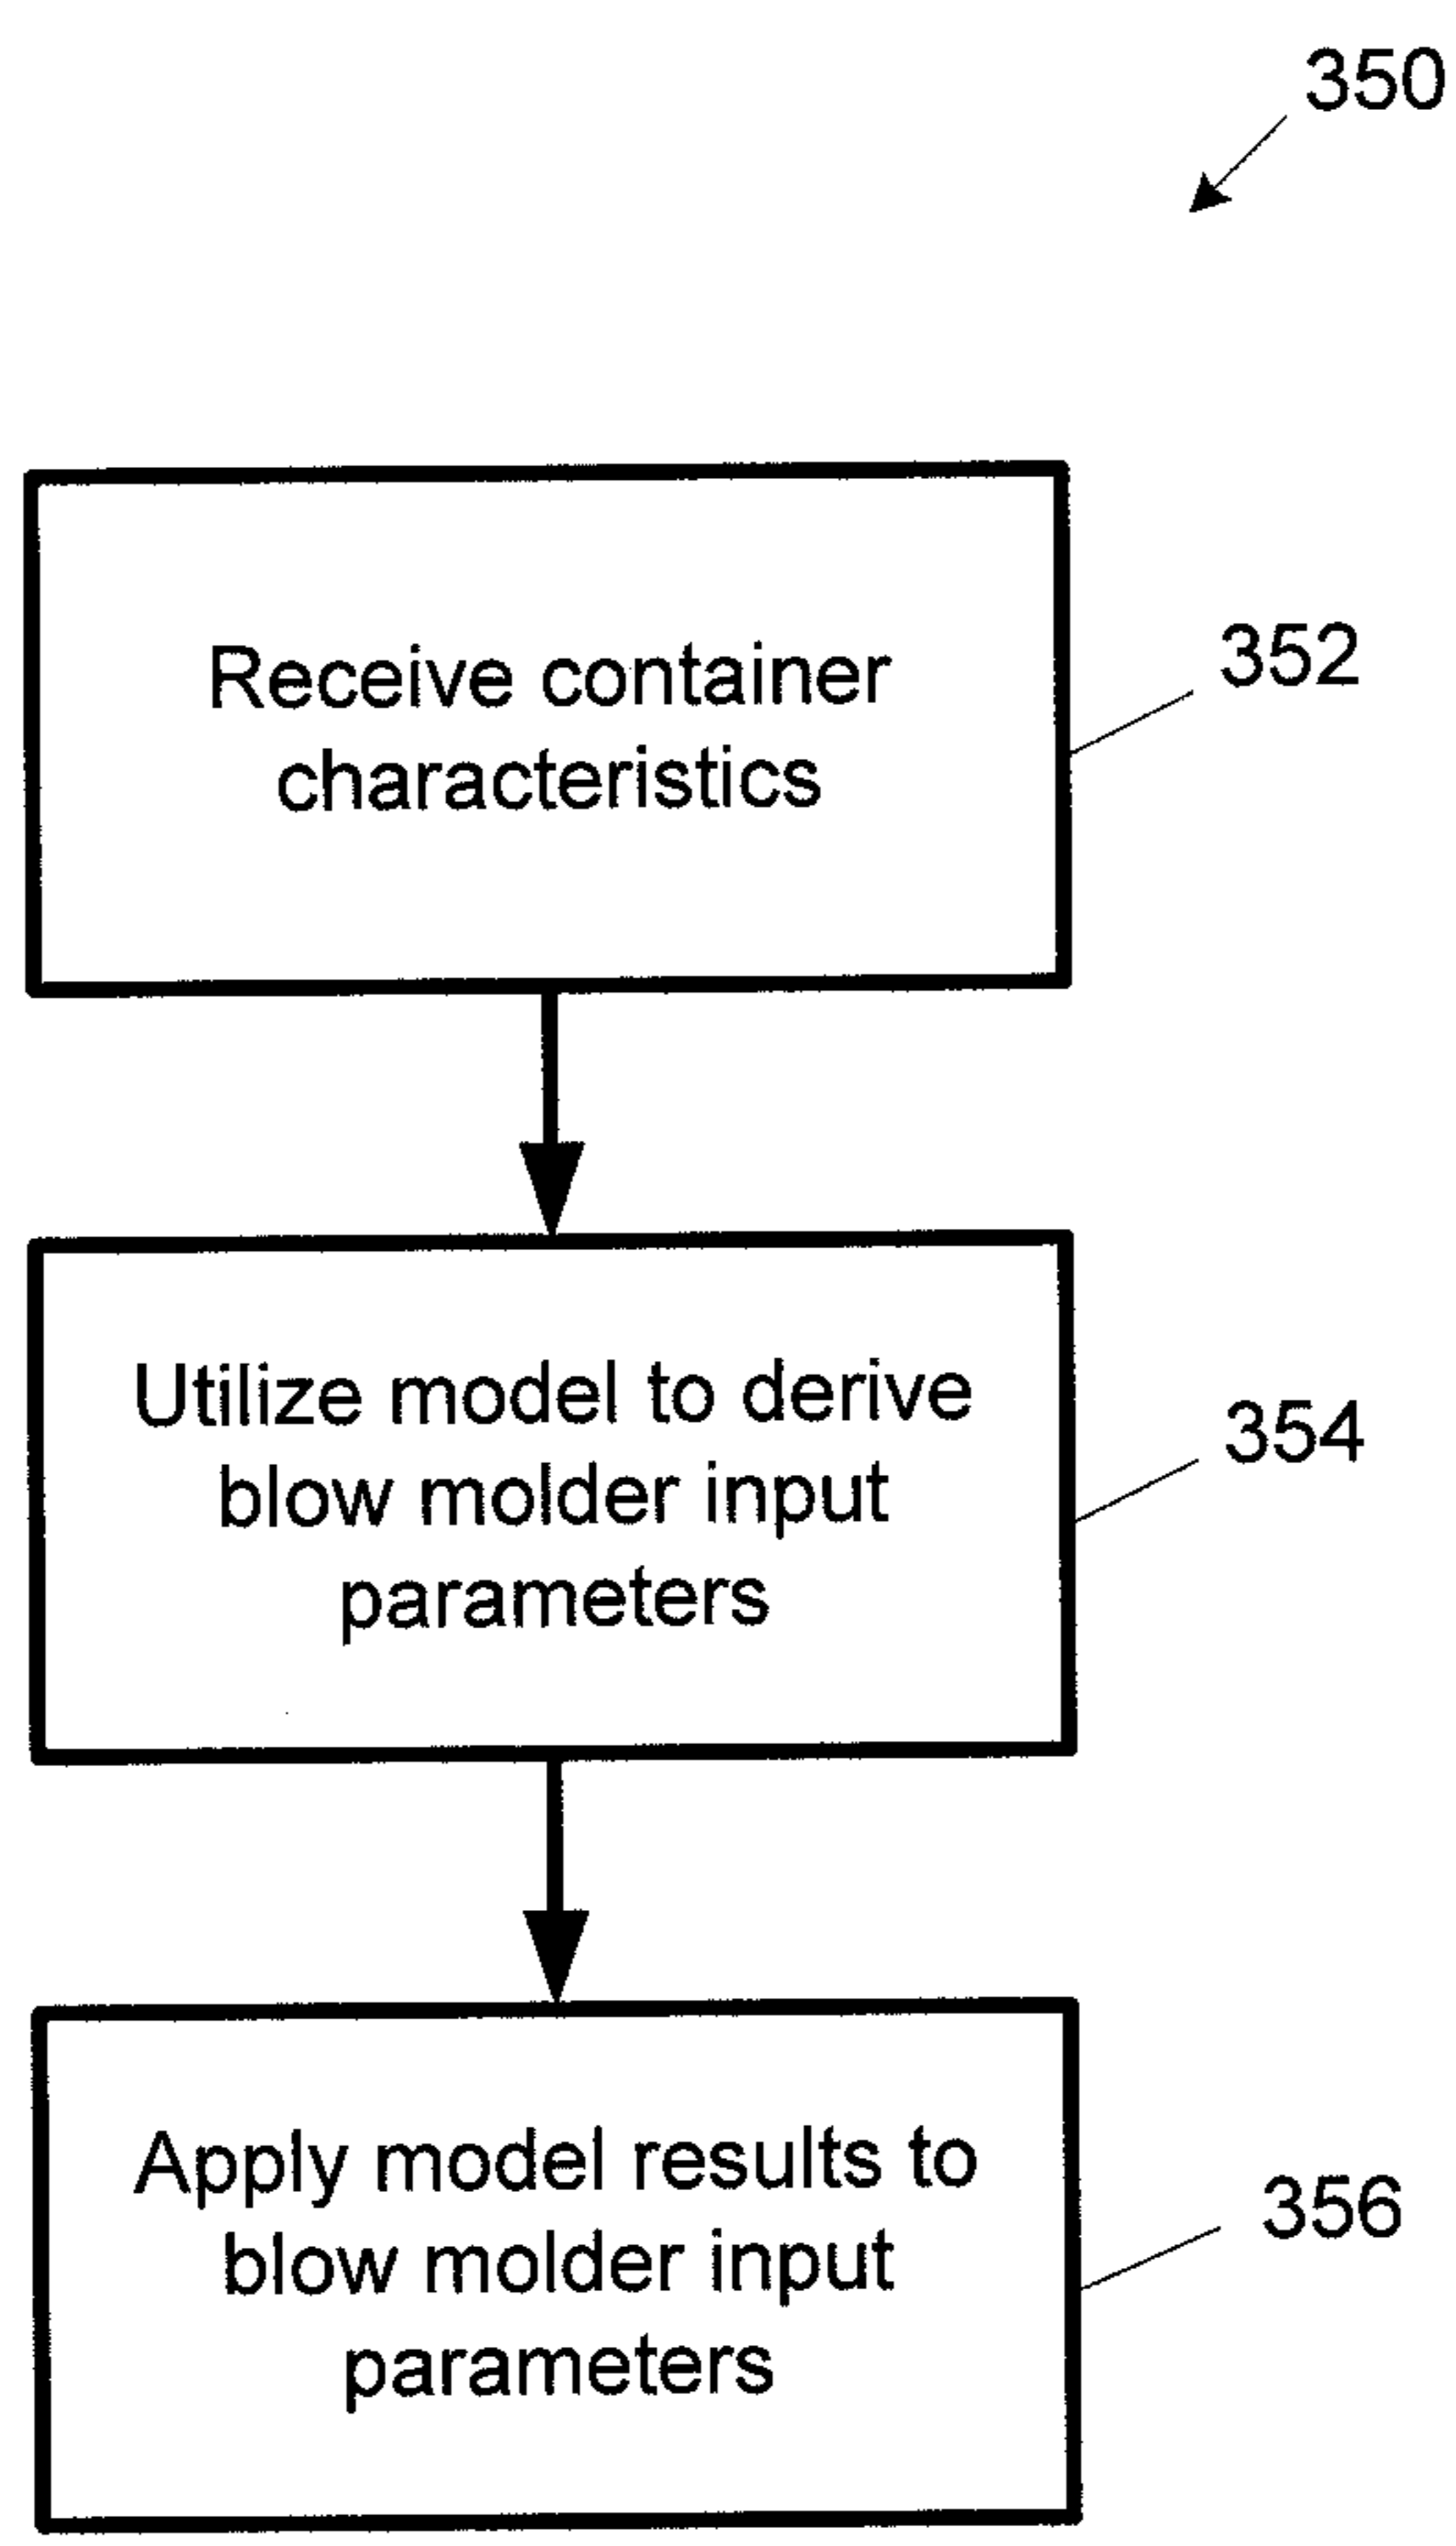 350
Receive container
characteristics
352
Utilize model to derive
blow molder input
parameters
354
Apply model results to
blow molder input
parameters
356